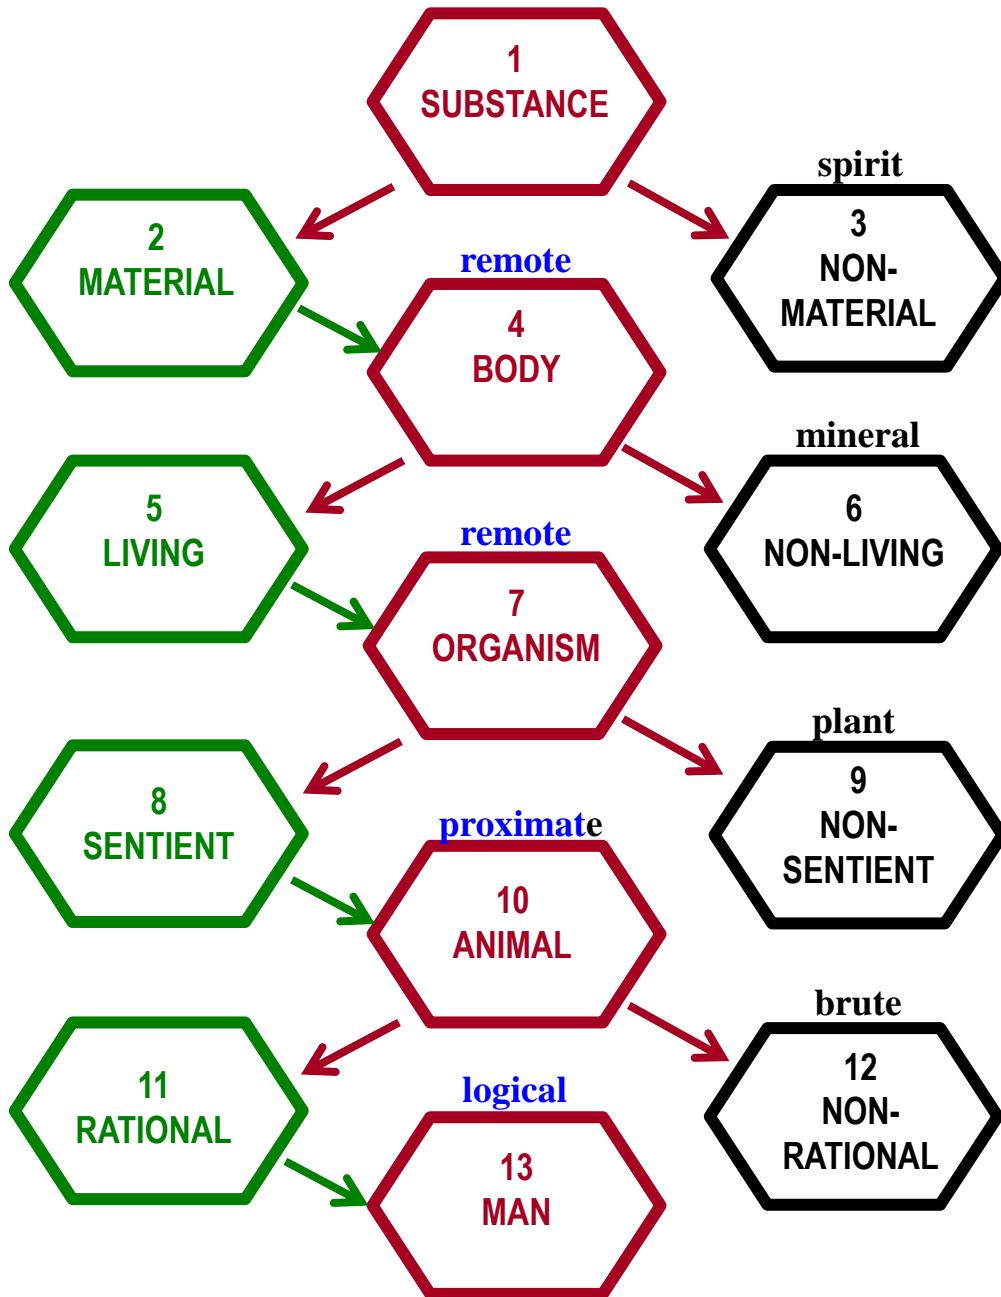 1
SUBSTANCE
spirit
2
MATERIAL
3
NON-
MATERIAL
remote
4
BODY
mineral
5
LIVING
6
NON-LIVING
remote
7
ORGANISM
plant
8
SENTIENT
9
NON-
SENTIENT
proximate
10
ANIMAL
brute
11
RATIONAL
12
NON-
RATIONAL
logical
13
MAN